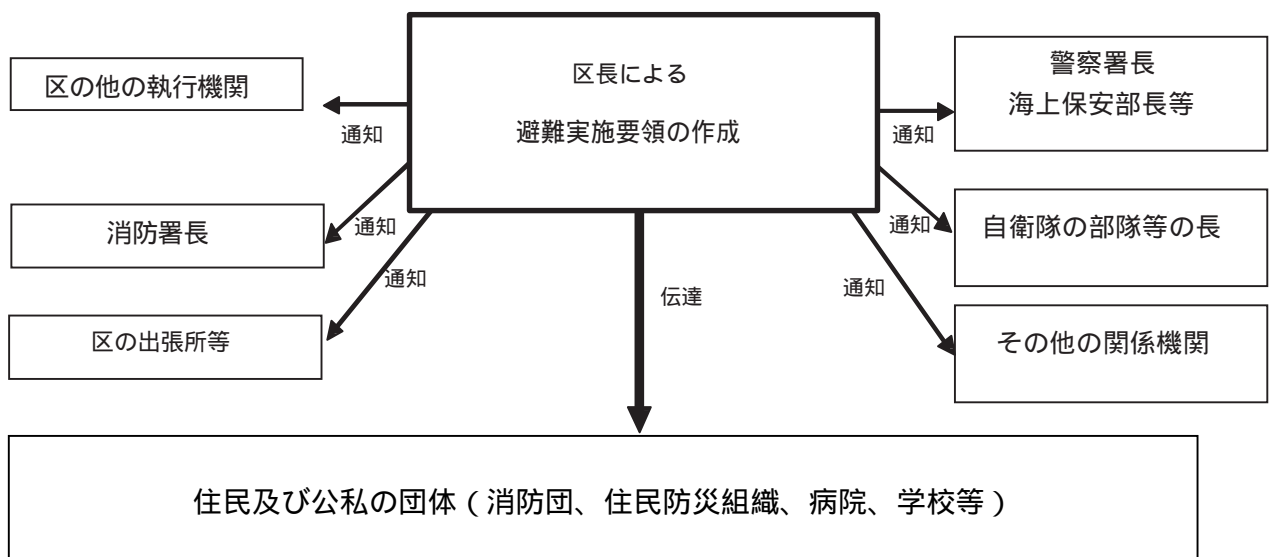 区長による
避難実施要領の作成
区の他の執行機関
通知
消防署長
通知
区の出張所等
通知
警察署長
海上保安部長等
通知
自衛隊の部隊等の長
通知
その他の関係機関
通知
伝達
住民及び公私の団体（消防団、住民防災組織、病院、学校等）